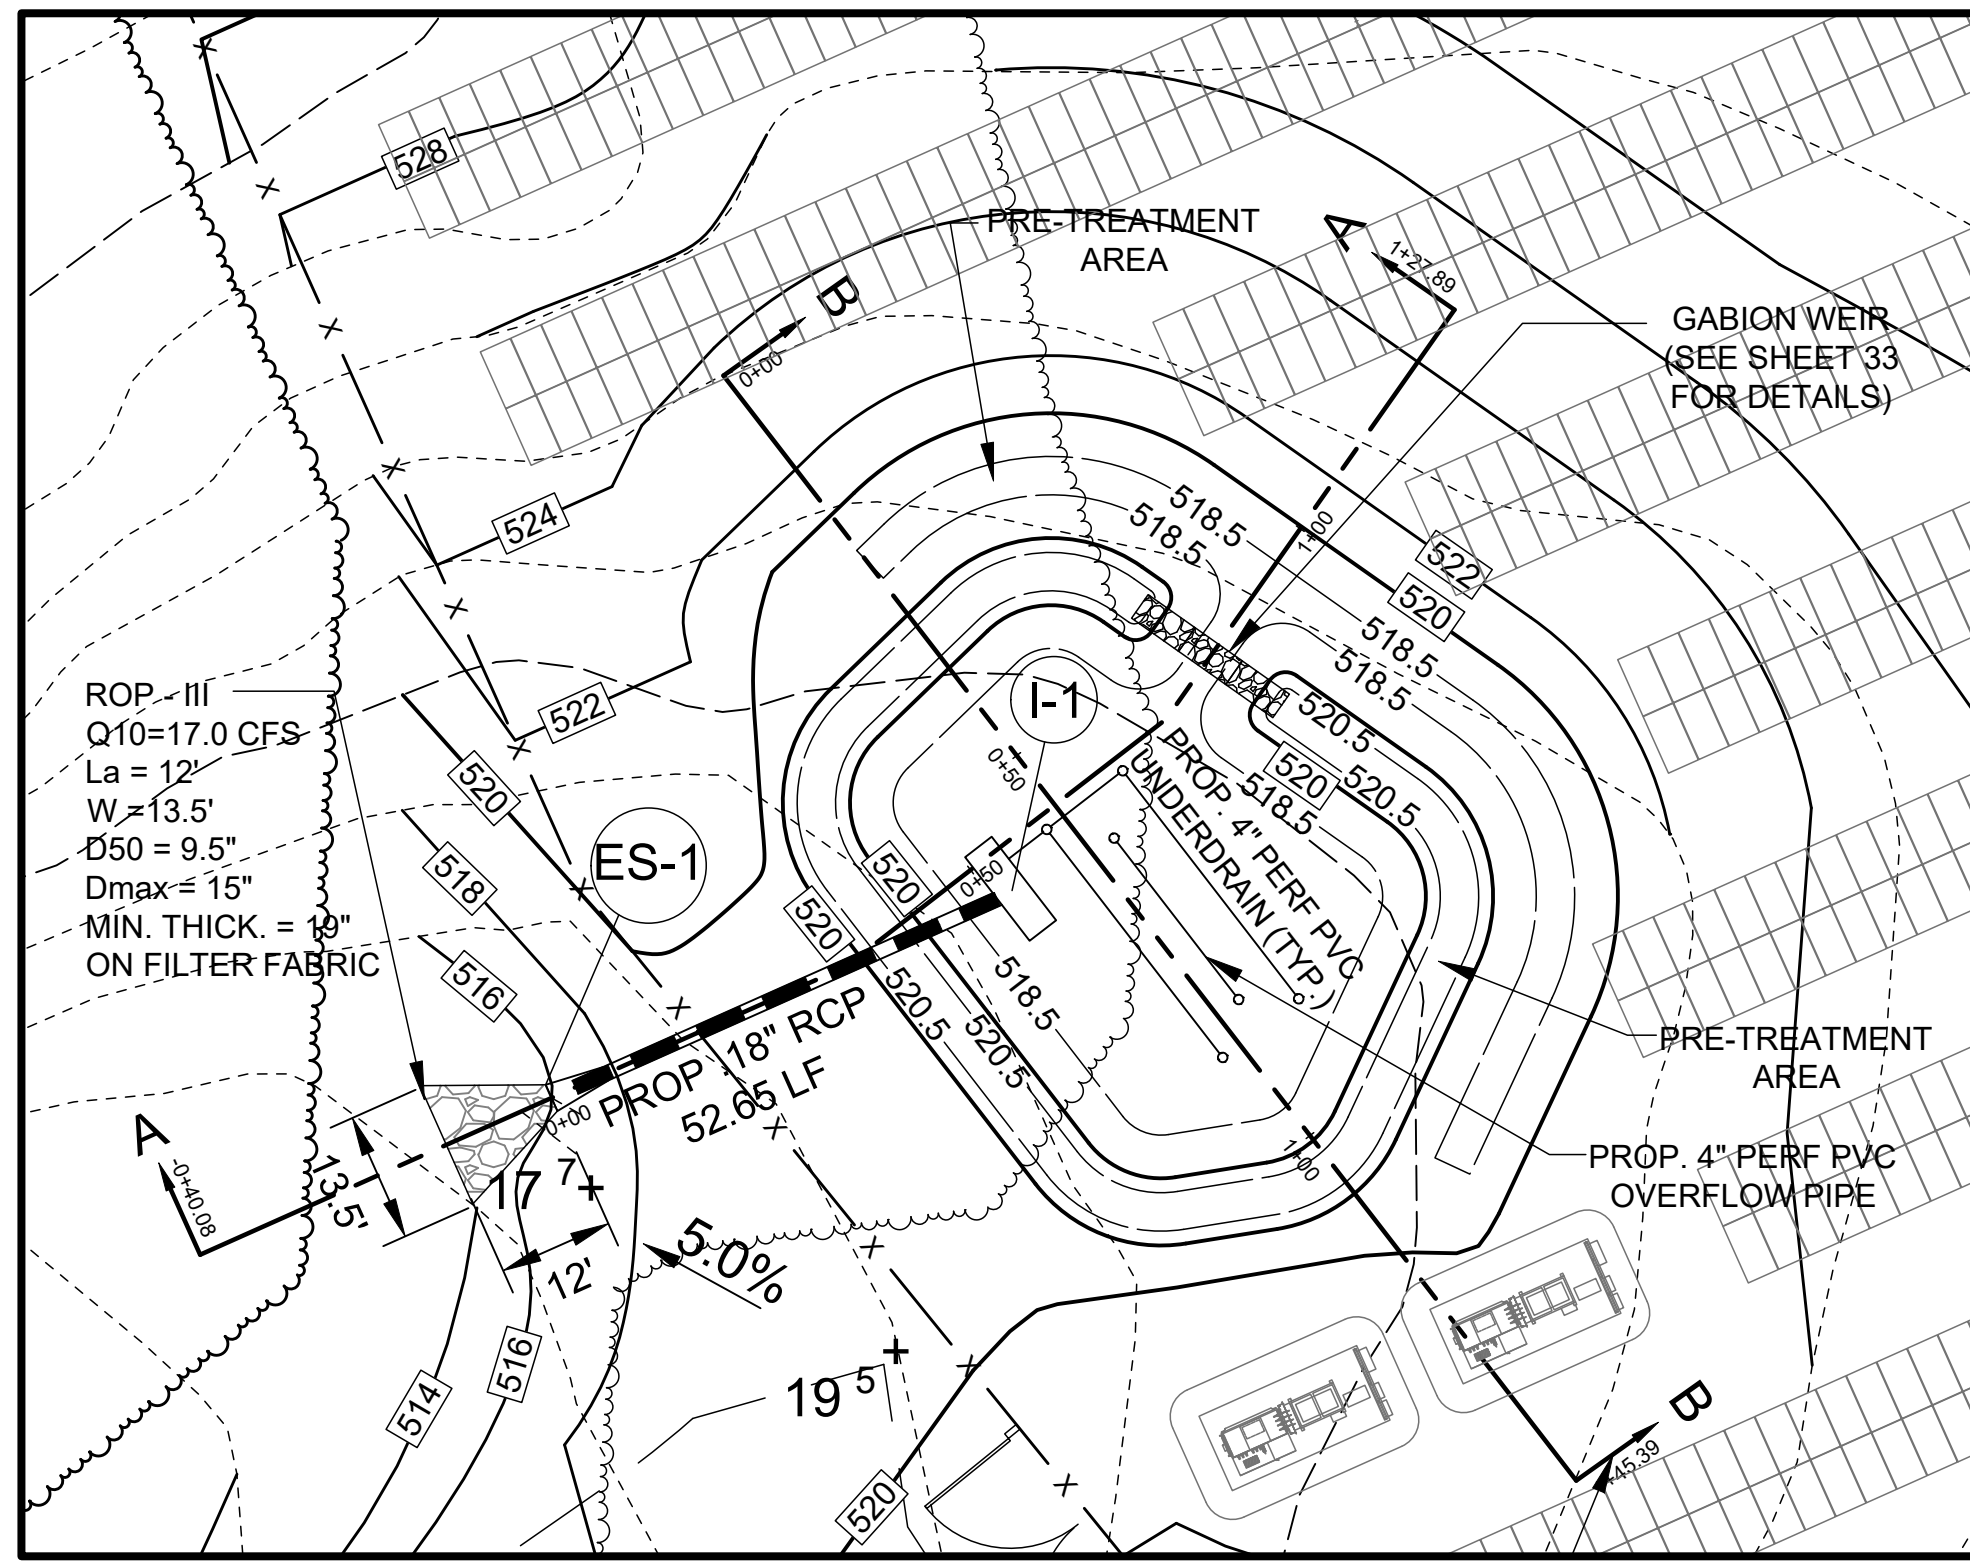 528
PRE-TREATMENT
AREA
A
1+27.89
B
0+00
GABION WEIR
(SEE SHEET 33
FOR DETAILS)
524
518.5
518.5
1+00
522
520
518.5
518.5
ROP - III
Q10=17.0 CFS
La = 12'
W =13.5'
D50 = 9.5"
Dmax = 15"
MIN. THICK. = 19"
ON FILTER FABRIC
522
520
I-1
0+50
520.5
520
520.5
518.5
PROP. 4" PERF PVC
UNDERDRAIN (TYP.)
ES-1
518
516
520
520
0+50
520.5
518.5
520.5
PROP. 18" RCP
52.65 LF
0+00
PRE-TREATMENT
AREA
A
-0+40.08
13.5'
17 7
12'
5.0%
1+00
PROP. 4" PERF PVC
OVERFLOW PIPE
514
516
19 5
520
B
+45.39
X
X
X
X
X
X
X
X
X
X
X
X
X